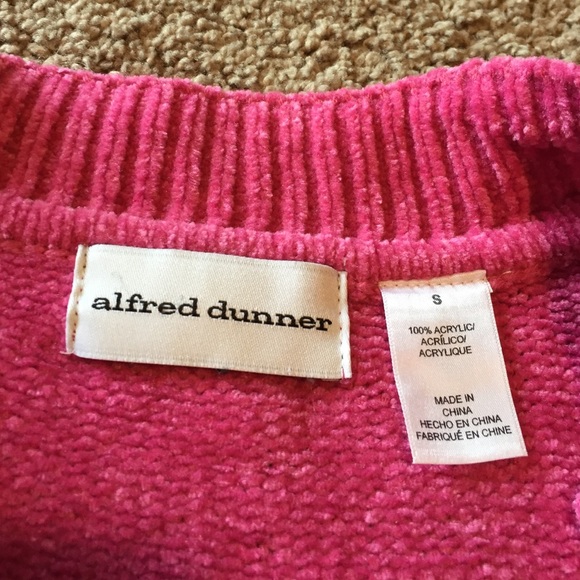 alfred dunner
S
100% ACRYLIC/
ACRÍLICO/
ACRYLIQUE
MADE IN
CHINA
HECHO EN CHINA
FABRIQUÉ EN CHINE